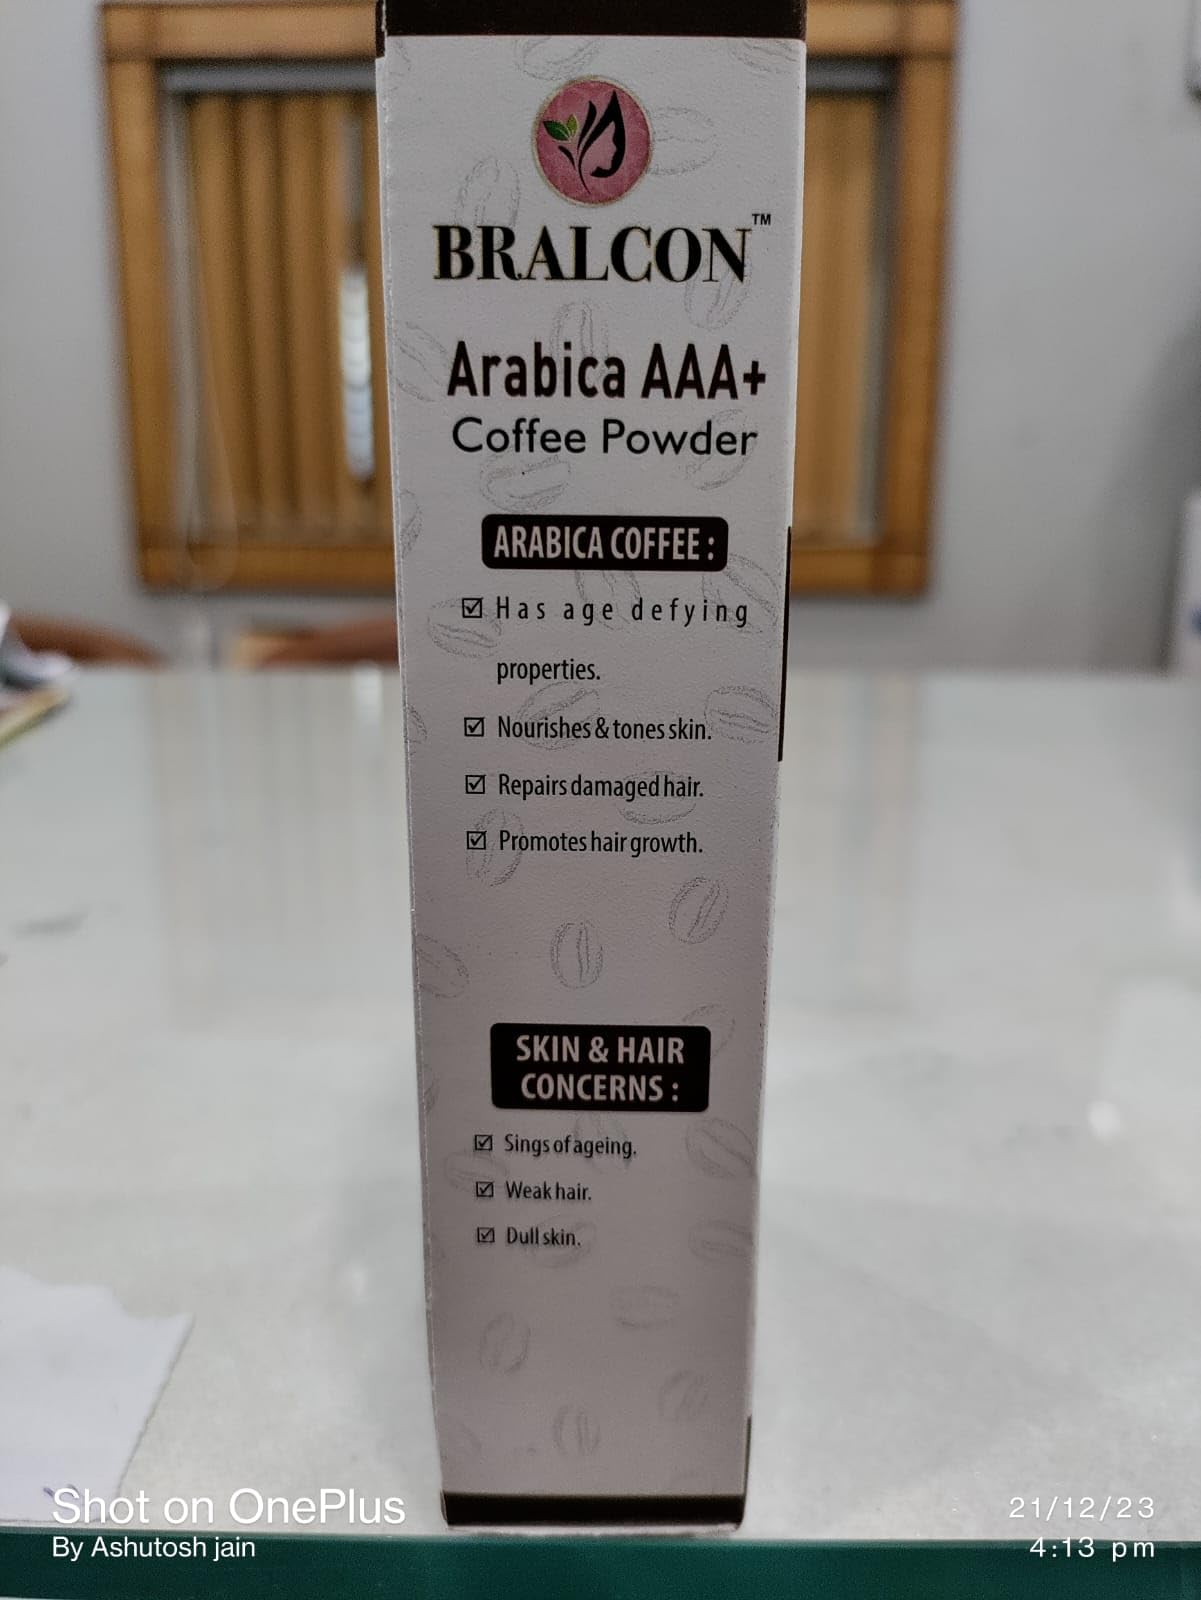 BRALCON™
Arabica AAA+
Coffee Powder
ARABICA COFFEE :
☑ Has age defying
properties.
☑ Nourishes & tones skin.
☑ Repairs damaged hair.
☑ Promotes hair growth.
SKIN & HAIR
CONCERNS :
☑ Sings of ageing.
☑ Weak hair.
☑ Dull skin.
Shot on OnePlus
By Ashutosh jain
21/12/23
4:13 pm